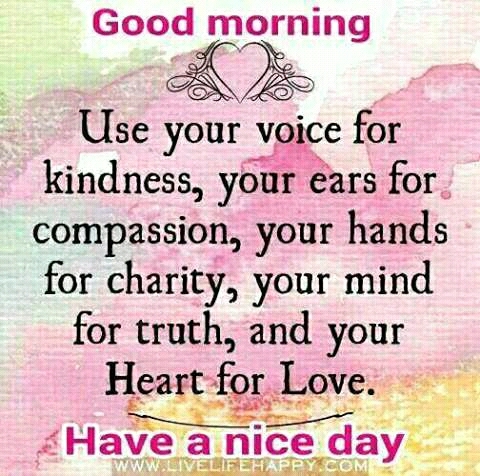 Good morning
Use your voice for
kindness, your ears for
compassion, your hands
for charity, your mind
for truth, and your
Heart for Love.
Have a nice day
WWW.LIVELIFEHAPPY.COM